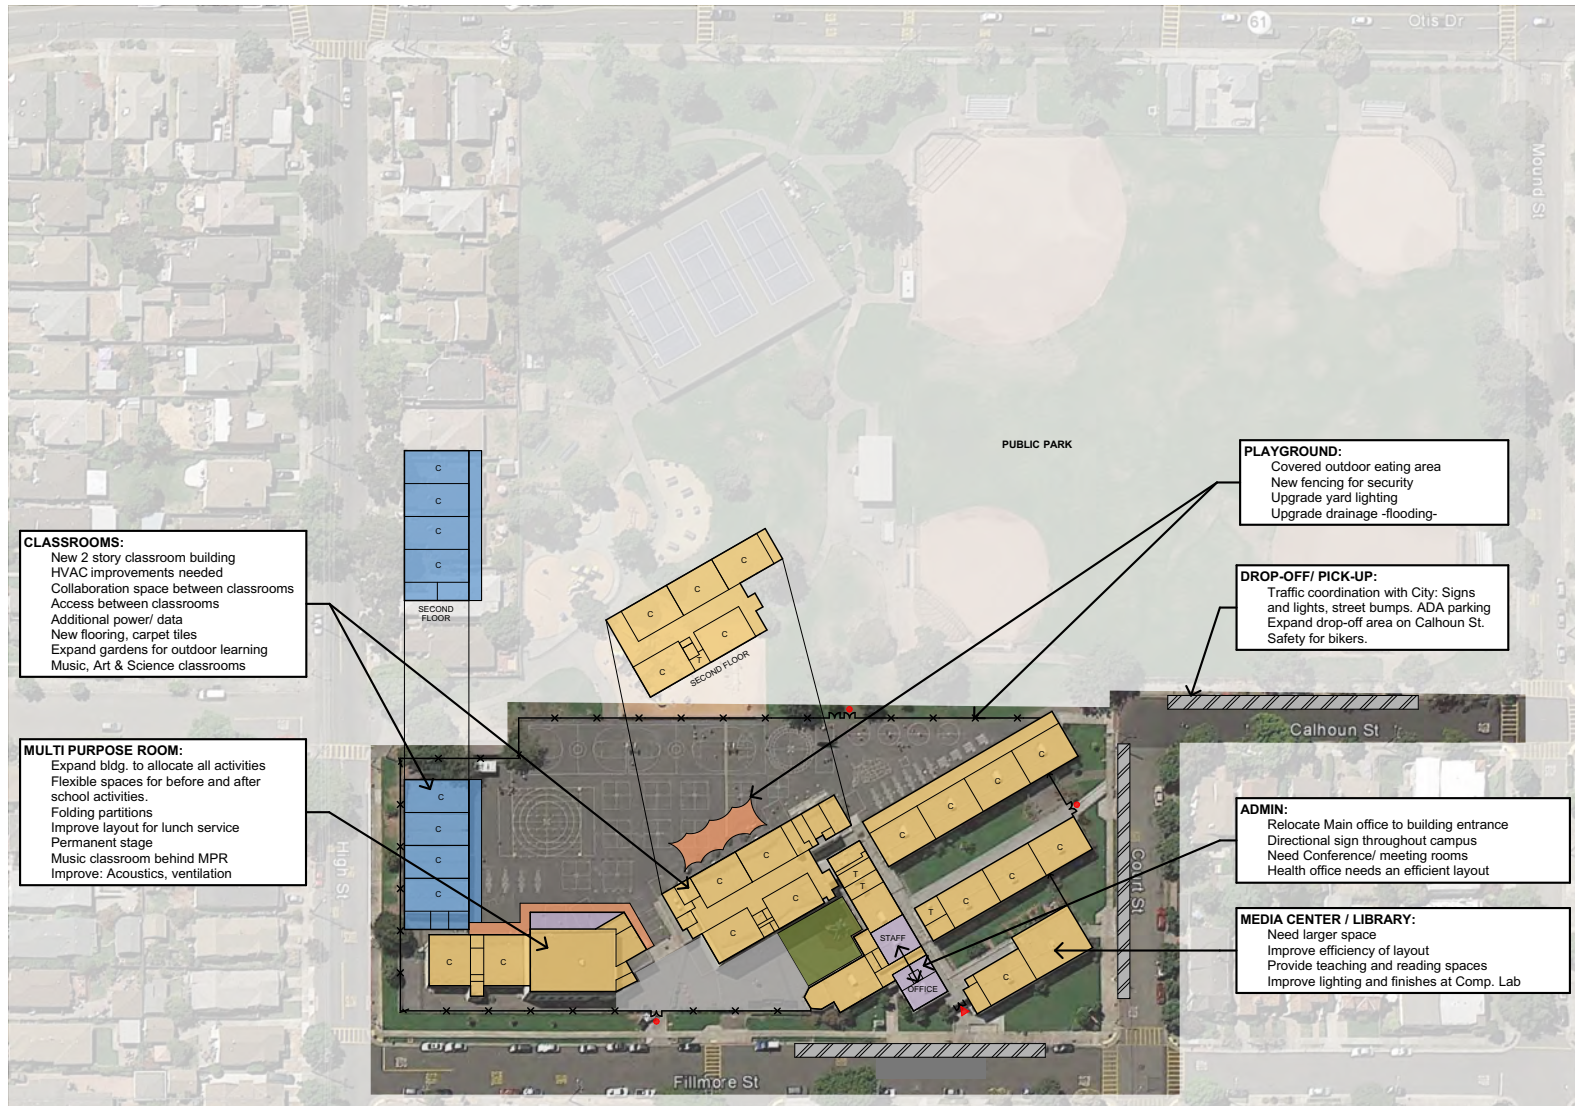 61
Otis Dr
Mound St
PUBLIC PARK
PLAYGROUND:
Covered outdoor eating area
New fencing for security
Upgrade yard lighting
Upgrade drainage -flooding-
C
C
C
C
SECOND
FLOOR
CLASSROOMS:
New 2 story classroom building
HVAC improvements needed
Collaboration space between classrooms
Access between classrooms
Additional power/ data
New flooring, carpet tiles
Expand gardens for outdoor learning
Music, Art & Science classrooms
C
C
C
C
C
T
SECOND FLOOR
DROP-OFF/ PICK-UP:
Traffic coordination with City: Signs
and lights, street bumps. ADA parking
Expand drop-off area on Calhoun St.
Safety for bikers.
Calhoun St
MULTI PURPOSE ROOM:
Expand bldg. to allocate all activities
Flexible spaces for before and after
school activities.
Folding partitions
Improve layout for lunch service
Permanent stage
Music classroom behind MPR
Improve: Acoustics, ventilation
High St
C
C
C
C
C
C
C
C
C
C
C
C
C
C
T
T
T
C
C
C
STAFF
OFFICE
C
Court St
ADMIN:
Relocate Main office to building entrance
Directional sign throughout campus
Need Conference/ meeting rooms
Health office needs an efficient layout
MEDIA CENTER / LIBRARY:
Need larger space
Improve efficiency of layout
Provide teaching and reading spaces
Improve lighting and finishes at Comp. Lab
Fillmore St